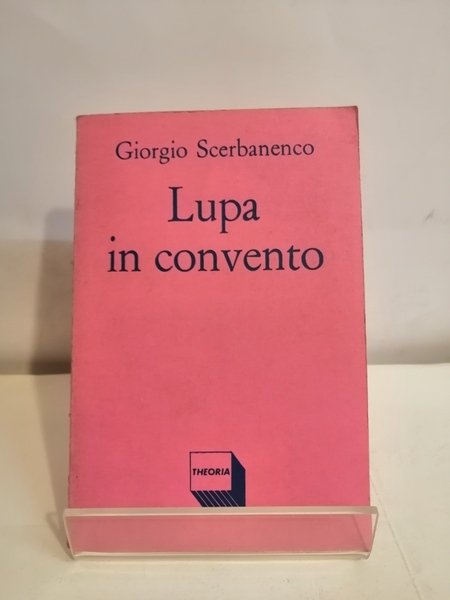 Giorgio Scerbanenco
Lupa
in convento
THEORIA